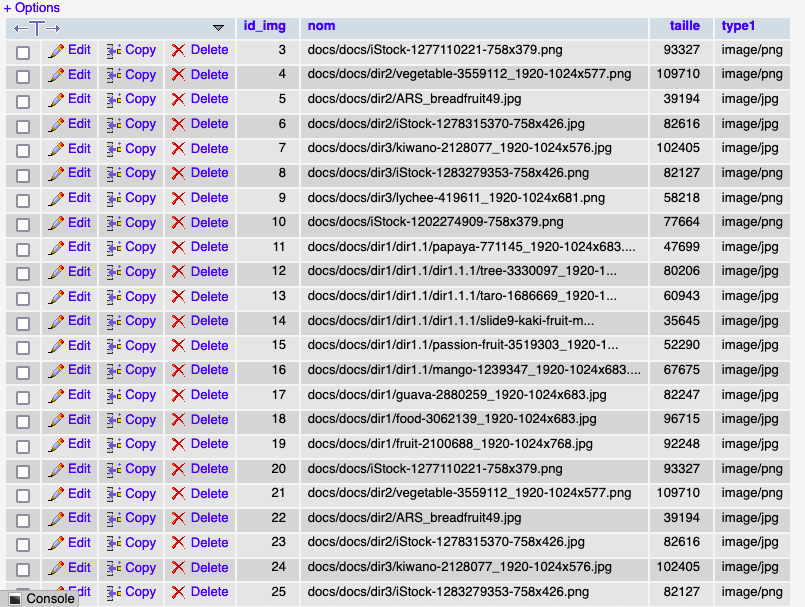 + Options
id_img nom taille type1
Edit Copy Delete 3 docs/docs/iStock-1277110221-758x379.png 93327 image/png
Edit Copy Delete 4 docs/docs/dir2/vegetable-3559112_1920-1024x577.png 109710 image/png
Edit Copy Delete 5 docs/docs/dir2/ARS_breadfruit49.jpg 39194 image/jpg
Edit Copy Delete 6 docs/docs/dir2/iStock-1278315370-758x426.jpg 82616 image/jpg
Edit Copy Delete 7 docs/docs/dir3/kiwano-2128077_1920-1024x576.jpg 102405 image/jpg
Edit Copy Delete 8 docs/docs/dir3/iStock-1283279353-758x426.png 82127 image/jpg
Edit Copy Delete 9 docs/docs/dir3/lychee-419611_1920-1024x681.png 58218 image/png
Edit Copy Delete 10 docs/docs/iStock-1202274909-758x379.png 77664 image/png
Edit Copy Delete 11 docs/docs/dir1/dir1.1/papaya-771145_1920-1024x683.... 47699 image/jpg
Edit Copy Delete 12 docs/docs/dir1/dir1.1/dir1.1.1/tree-3330097_1920-1... 80206 image/jpg
Edit Copy Delete 13 docs/docs/dir1/dir1.1/dir1.1.1/taro-1686669_1920-1... 60943 image/jpg
Edit Copy Delete 14 docs/docs/dir1/dir1.1/dir1.1.1/slide9-kaki-fruit-m... 35645 image/jpg
Edit Copy Delete 15 docs/docs/dir1/dir1.1/passion-fruit-3519303_1920-1... 52290 image/jpg
Edit Copy Delete 16 docs/docs/dir1/dir1.1/mango-1239347_1920-1024x683.... 67675 image/jpg
Edit Copy Delete 17 docs/docs/dir1/guava-2880259_1920-1024x683.jpg 82247 image/jpg
Edit Copy Delete 18 docs/docs/dir1/food-3062139_1920-1024x683.jpg 96715 image/jpg
Edit Copy Delete 19 docs/docs/dir1/fruit-2100688_1920-1024x768.jpg 92248 image/jpg
Edit Copy Delete 20 docs/docs/iStock-1277110221-758x379.png 93327 image/png
Edit Copy Delete 21 docs/docs/dir2/vegetable-3559112_1920-1024x577.png 109710 image/png
Edit Copy Delete 22 docs/docs/dir2/ARS_breadfruit49.jpg 39194 image/jpg
Edit Copy Delete 23 docs/docs/dir2/iStock-1278315370-758x426.jpg 82616 image/jpg
Edit Copy Delete 24 docs/docs/dir3/kiwano-2128077_1920-1024x576.jpg 102405 image/jpg
Edit Copy Delete 25 docs/docs/dir3/iStock-1283279353-758x426.png 82127 image/jpg
Console